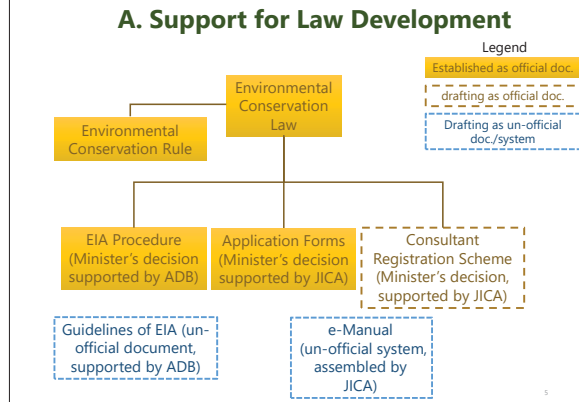 A. Support for Law Development
Legend
Established as official doc.
drafting as official doc.
Drafting as un-official
doc./system
Environmental
Conservation
Law
Environmental
Conservation Rule
EIA Procedure
(Minister's decision
supported by ADB)
Application Forms
(Minister's decision
supported by JICA)
Consultant
Registration Scheme
(Minister's decision,
supported by JICA)
Guidelines of EIA (un-
official document,
supported by ADB)
e-Manual
(un-official system,
assembled by
JICA)
5